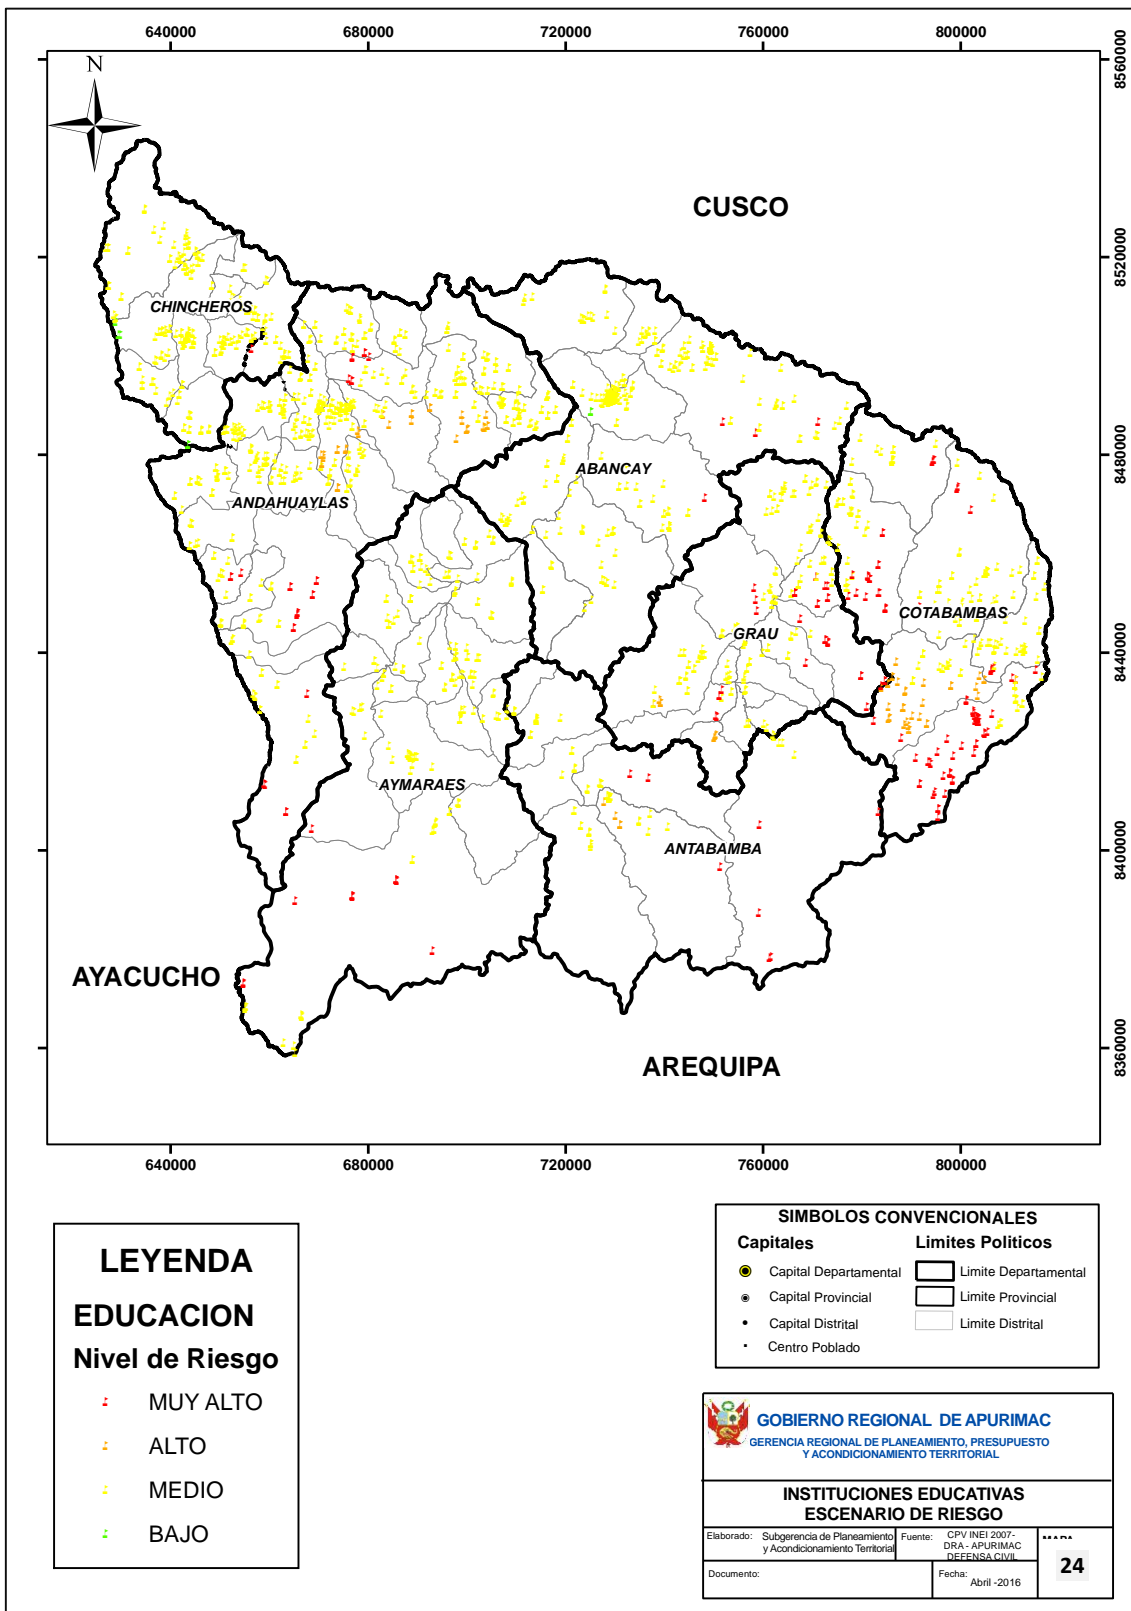 640000 680000 720000 760000 800000
8560000
N
CUSCO
8520000
CHINCHEROS
8480000
ABANCAY
ANDAHUAYLAS
COTABAMBAS
GRAU
8440000
AYMARAES
ANTABAMBA
8400000
AYACUCHO
8360000
AREQUIPA
640000 680000 720000 760000 800000
LEYENDA
EDUCACION
Nivel de Riesgo
MUY ALTO
ALTO
MEDIO
BAJO
SIMBOLOS CONVENCIONALES
Capitales
Capital Departamental
Capital Provincial
Capital Distrital
Centro Poblado
Limites Politicos
Limite Departamental
Limite Provincial
Limite Distrital
GOBIERNO REGIONAL DE APURIMAC
GERENCIA REGIONAL DE PLANEAMIENTO, PRESUPUESTO
Y ACONDICIONAMIENTO TERRITORIAL
INSTITUCIONES EDUCATIVAS
ESCENARIO DE RIESGO
Elaborado: Subgerencia de Planeamiento
y Acondicionamiento Territorial
Fuente: CPV INEI 2007-
DRA - APURIMAC
DEFENSA CIVIL
MAPA
24
Documento:
Fecha: Abril -2016